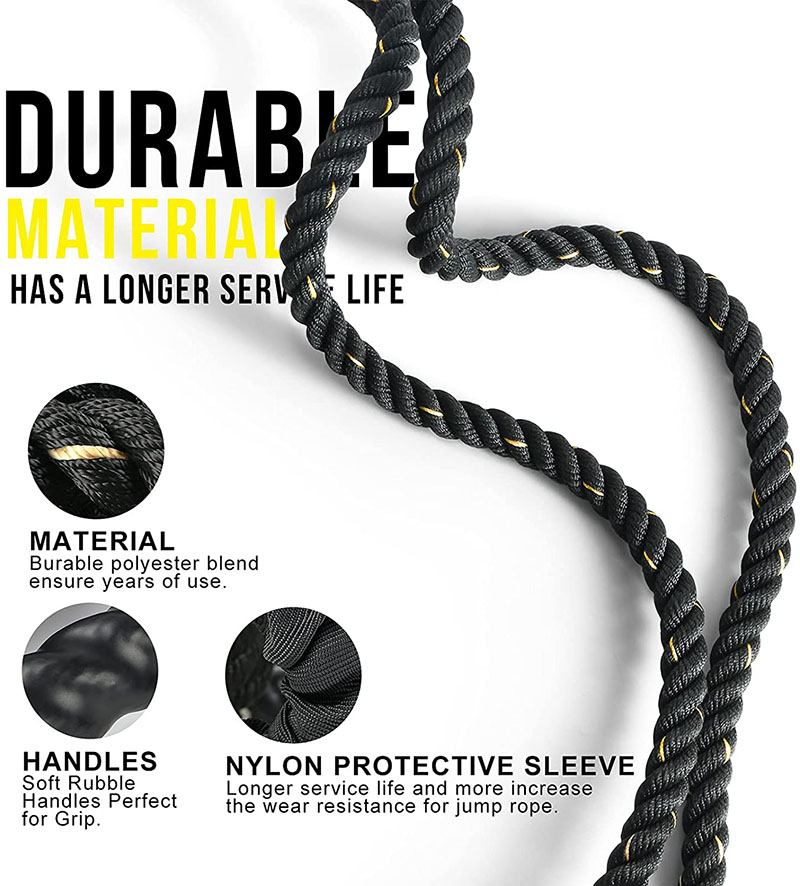 DURABLE
MATERIAL
HAS A LONGER SERVICE LIFE
MATERIAL
Burable polyester blend
ensure years of use.
HANDLES
Soft Rubble
Handles Perfect
for Grip.
NYLON PROTECTIVE SLEEVE
Longer service life and more increase
the wear resistance for jump rope.